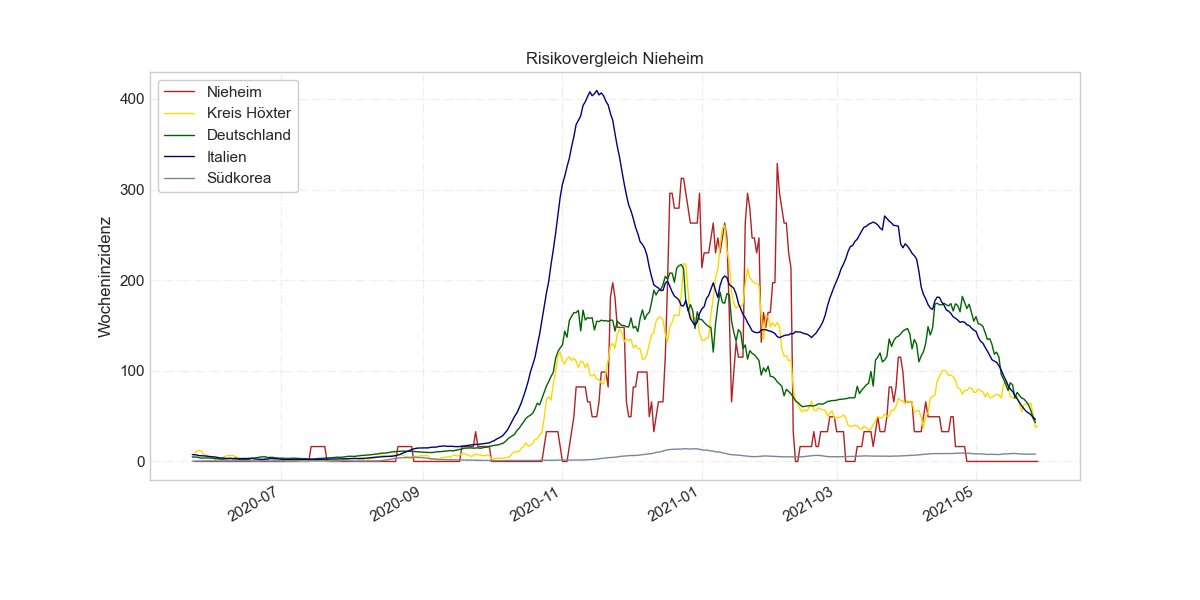 Risikovergleich Nieheim
Nieheim
Kreis Höxter
Deutschland
Italien
Südkorea
Wocheninzidenz
400
300
200
100
0
2020-07
2020-09
2020-11
2021-01
2021-03
2021-05